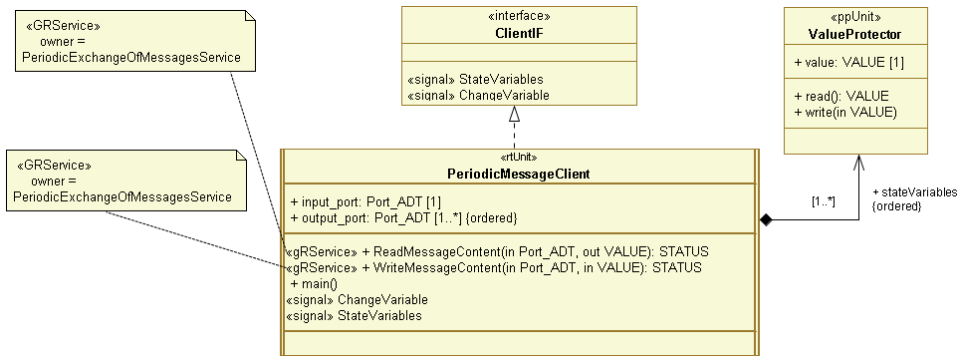 «GRService»
owner =
PeriodicExchangeOfMessagesService
«GRService»
owner =
PeriodicExchangeOfMessagesService
«interface»
ClientIF
«signal» StateVariables
«signal» ChangeVariable
«ppUnit»
ValueProtector
+ value: VALUE [1]
+ read(): VALUE
+ write(in VALUE)
«rtUnit»
PeriodicMessageClient
+ input_port: Port_ADT [1]
+ output_port: Port_ADT [1..*] {ordered}
«gRService» + ReadMessageContent(in Port_ADT, out VALUE): STATUS
«gRService» + WriteMessageContent(in Port_ADT, in VALUE): STATUS
+ main()
«signal» ChangeVariable
«signal» StateVariables
[1..*]
+ stateVariables
{ordered}